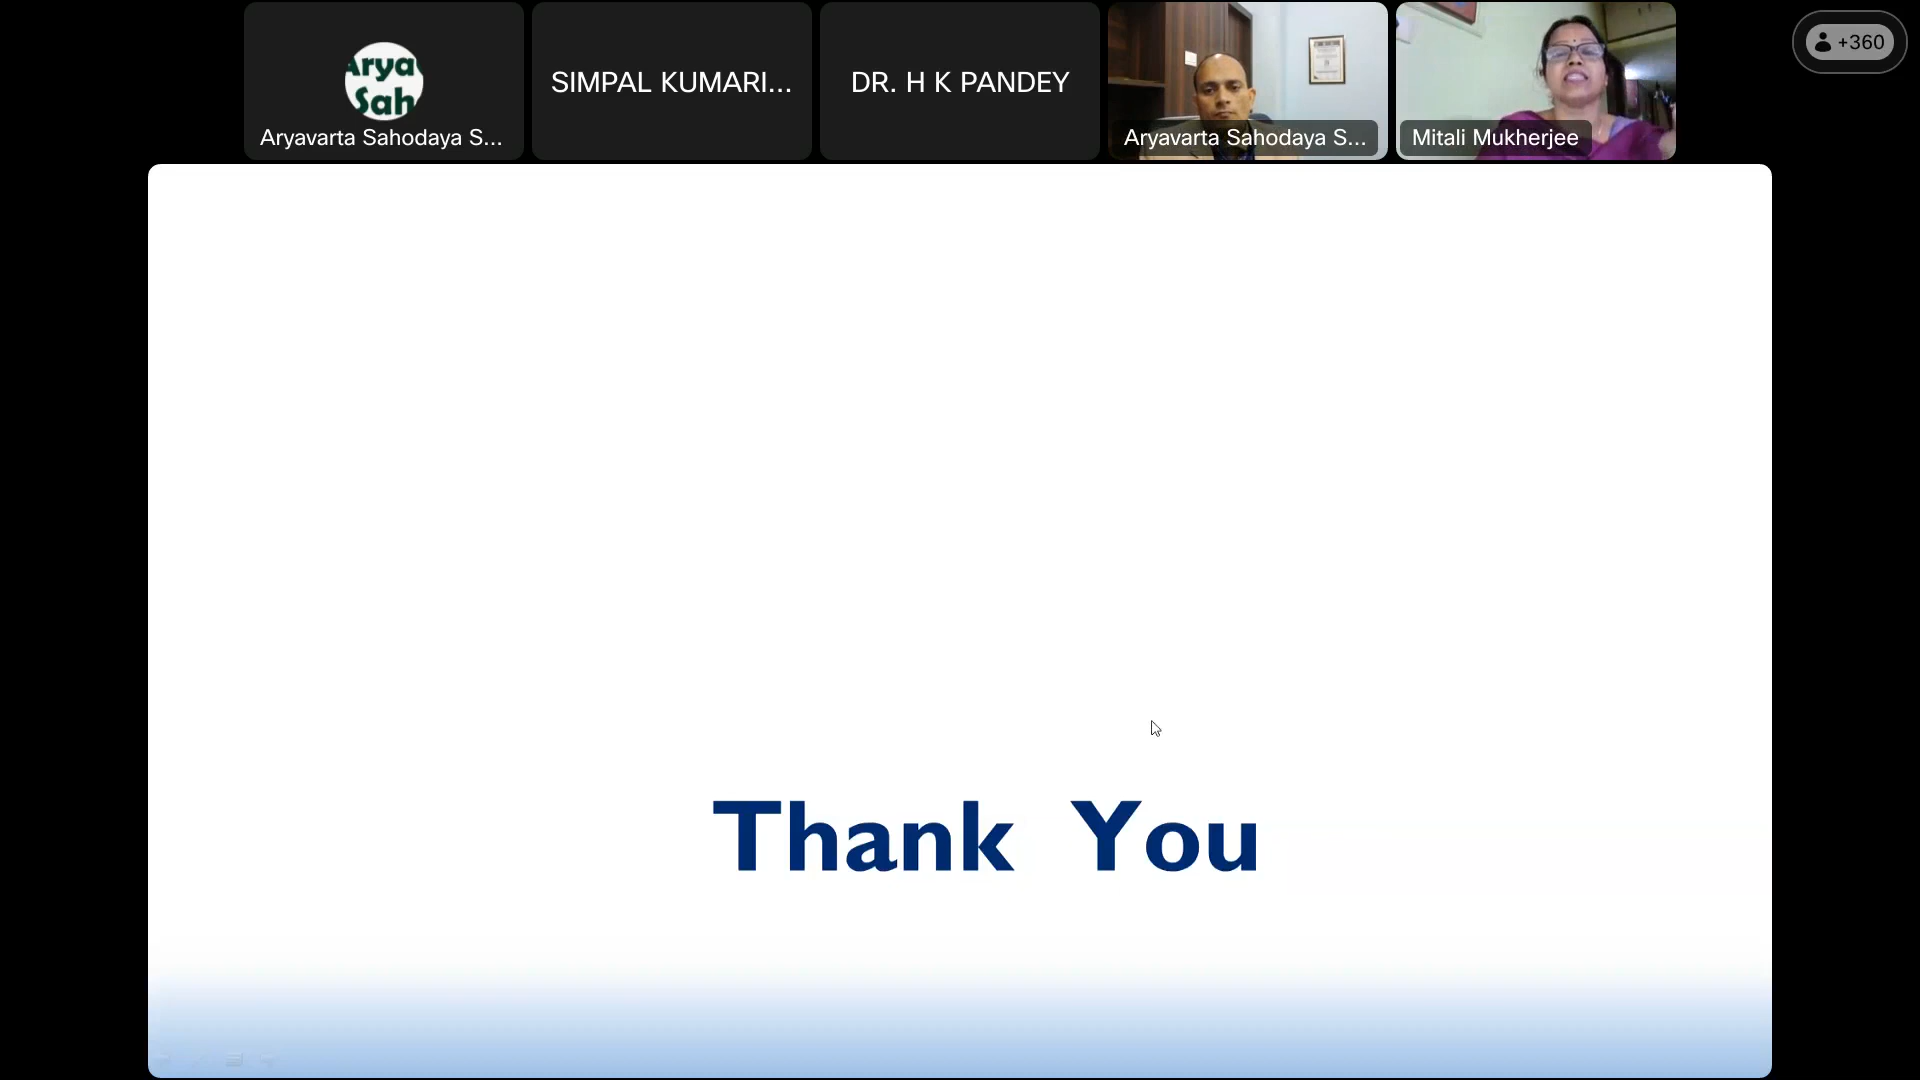 Arya
Sah
Aryavarta Sahodaya S...
SIMPAL KUMARI...
DR. H K PANDEY
Aryavarta Sahodaya S...
Mitali Mukherjee
+360
Thank You